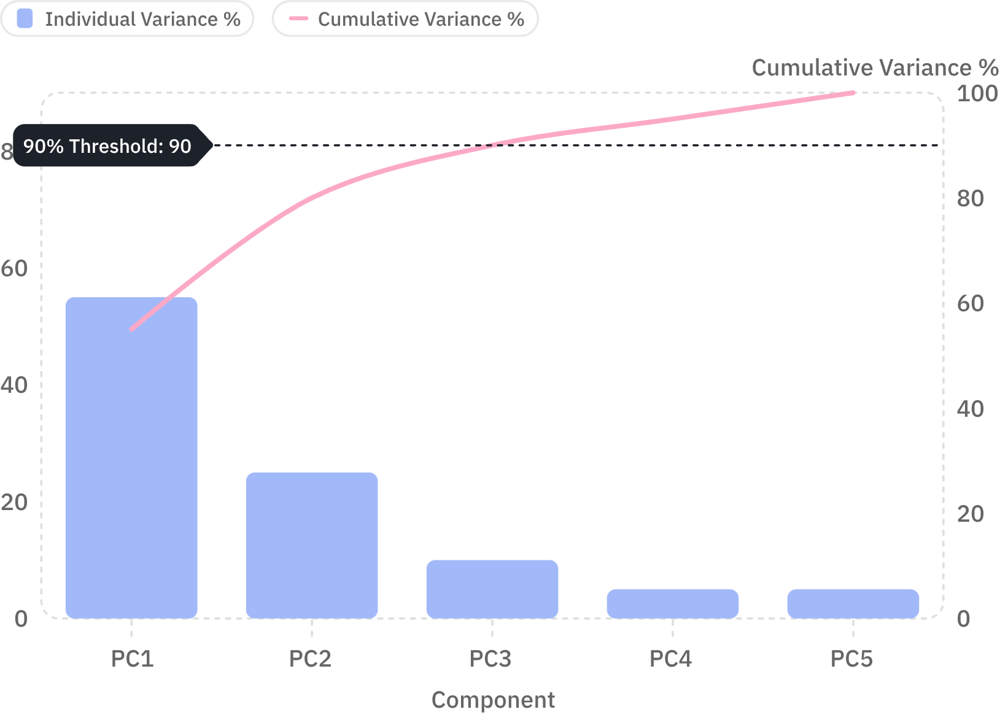 Individual Variance %
Cumulative Variance %
Cumulative Variance %
100
90% Threshold: 90
8
80
60
60
40
40
20
20
0
0
PC1 PC2 PC3 PC4 PC5
Component